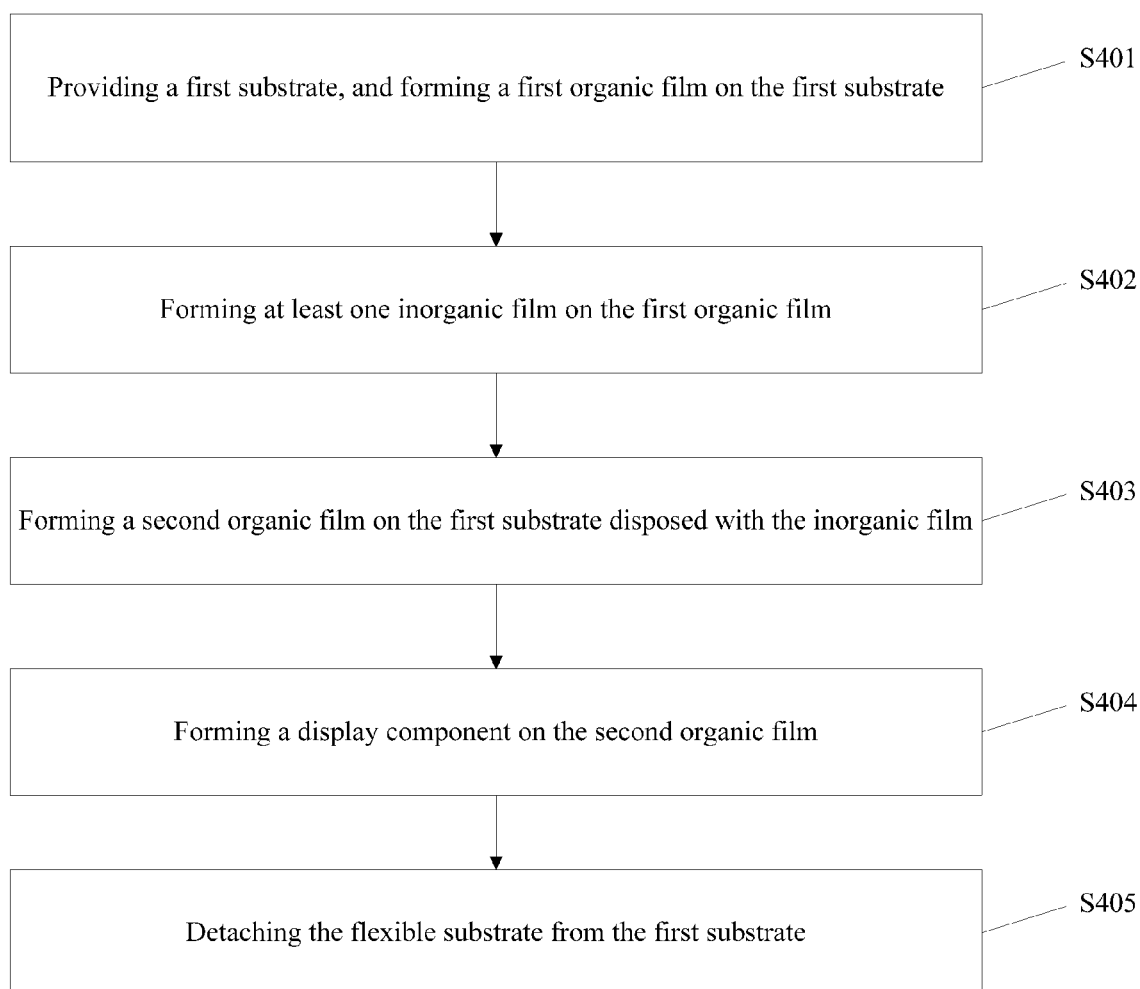 Providing a first substrate, and forming a first organic film on the first substrate
S401
Forming at least one inorganic film on the first organic film
S402
Forming a second organic film on the first substrate disposed with the inorganic film
S403
Forming a display component on the second organic film
S404
Detaching the flexible substrate from the first substrate
S405